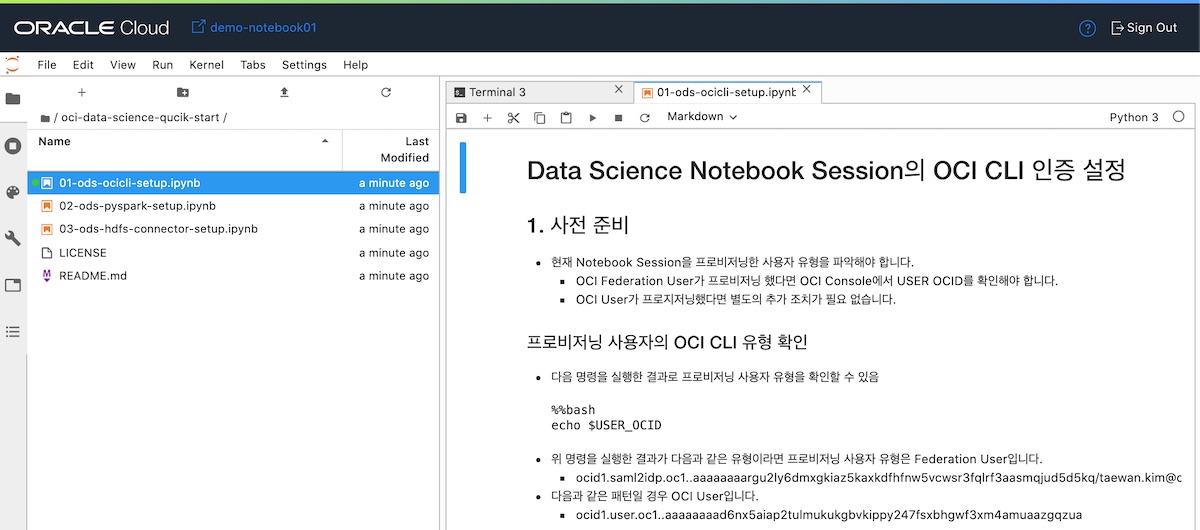 ORACLE Cloud demo-notebook01 Sign Out
File Edit View Run Kernel Tabs Settings Help
Terminal 3 01-ods-ocicli-setup.ipynb
/ oci-data-science-qucik-start /
Markdown Python 3
Name Last Modified
01-ods-ocicli-setup.ipynb a minute ago
02-ods-pyspark-setup.ipynb a minute ago
03-ods-hdfs-connector-setup.ipynb a minute ago
LICENSE a minute ago
README.md a minute ago
Data Science Notebook Session의 OCI CLI 인증 설정
1. 사전 준비
현재 Notebook Session을 프로비저닝한 사용자 유형을 파악해야 합니다.
OCI Federation User가 프로비저닝 했다면 OCI Console에서 USER OCID를 확인해야 합니다.
OCI User가 프로지저닝했다면 별도의 추가 조치가 필요 없습니다.
프로비저닝 사용자의 OCI CLI 유형 확인
다음 명령을 실행한 결과로 프로비저닝 사용자 유형을 확인할 수 있음
%%bash
echo $USER_OCID
위 명령을 실행한 결과가 다음과 같은 유형이라면 프로비저닝 사용자 유형은 Federation User입니다.
ocid1.saml2idp.oc1..aaaaaaaargu2ly6dmxgkiaz5kaxkdfhfnw5vcwsr3fqlrf3aasmqjud5d5kq/taewan.kim@c
다음과 같은 패턴일 경우 OCI User입니다.
ocid1.user.oc1..aaaaaaaad6nx5aiap2tulmukukgbvkippy247fsxbhgwf3xm4amuaazgqzua